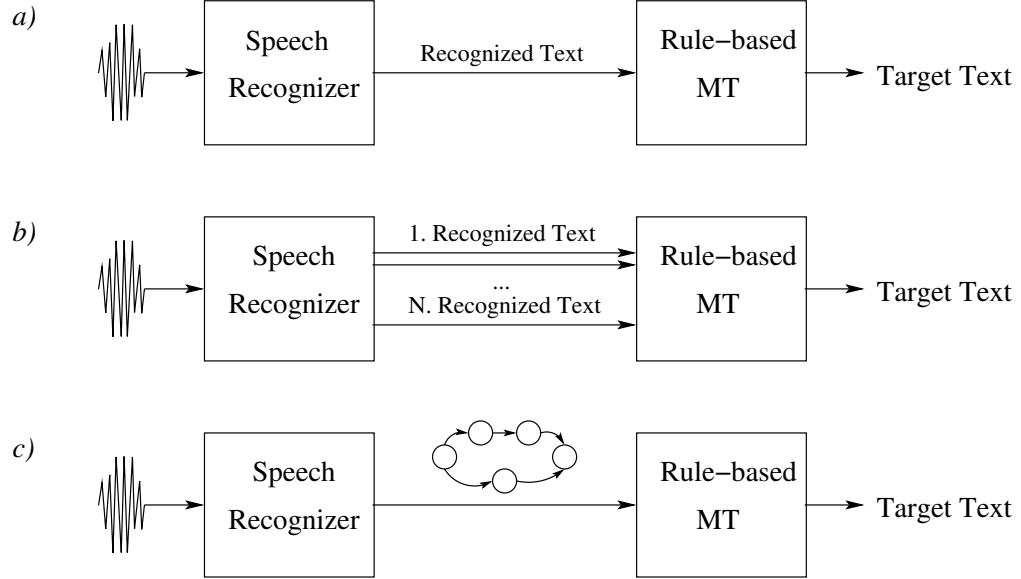 a)
Speech
Recognizer
Recognized Text
Rule−based
MT
Target Text
b)
Speech
Recognizer
1. Recognized Text
...
N. Recognized Text
Rule−based
MT
Target Text
c)
Speech
Recognizer
Rule−based
MT
Target Text